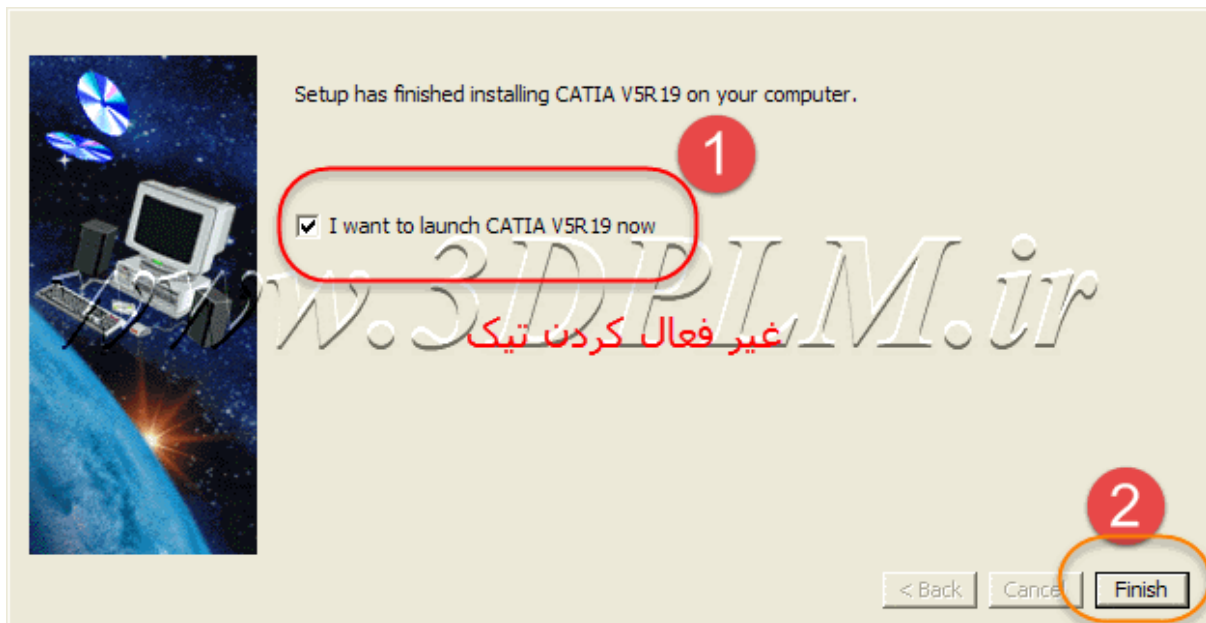 Setup has finished installing CATIA V5R19 on your computer.
1
I want to launch CATIA V5R19 now
www.3DPLM.ir
غیر فعال کردن تیک
2
< Back Cancel Finish